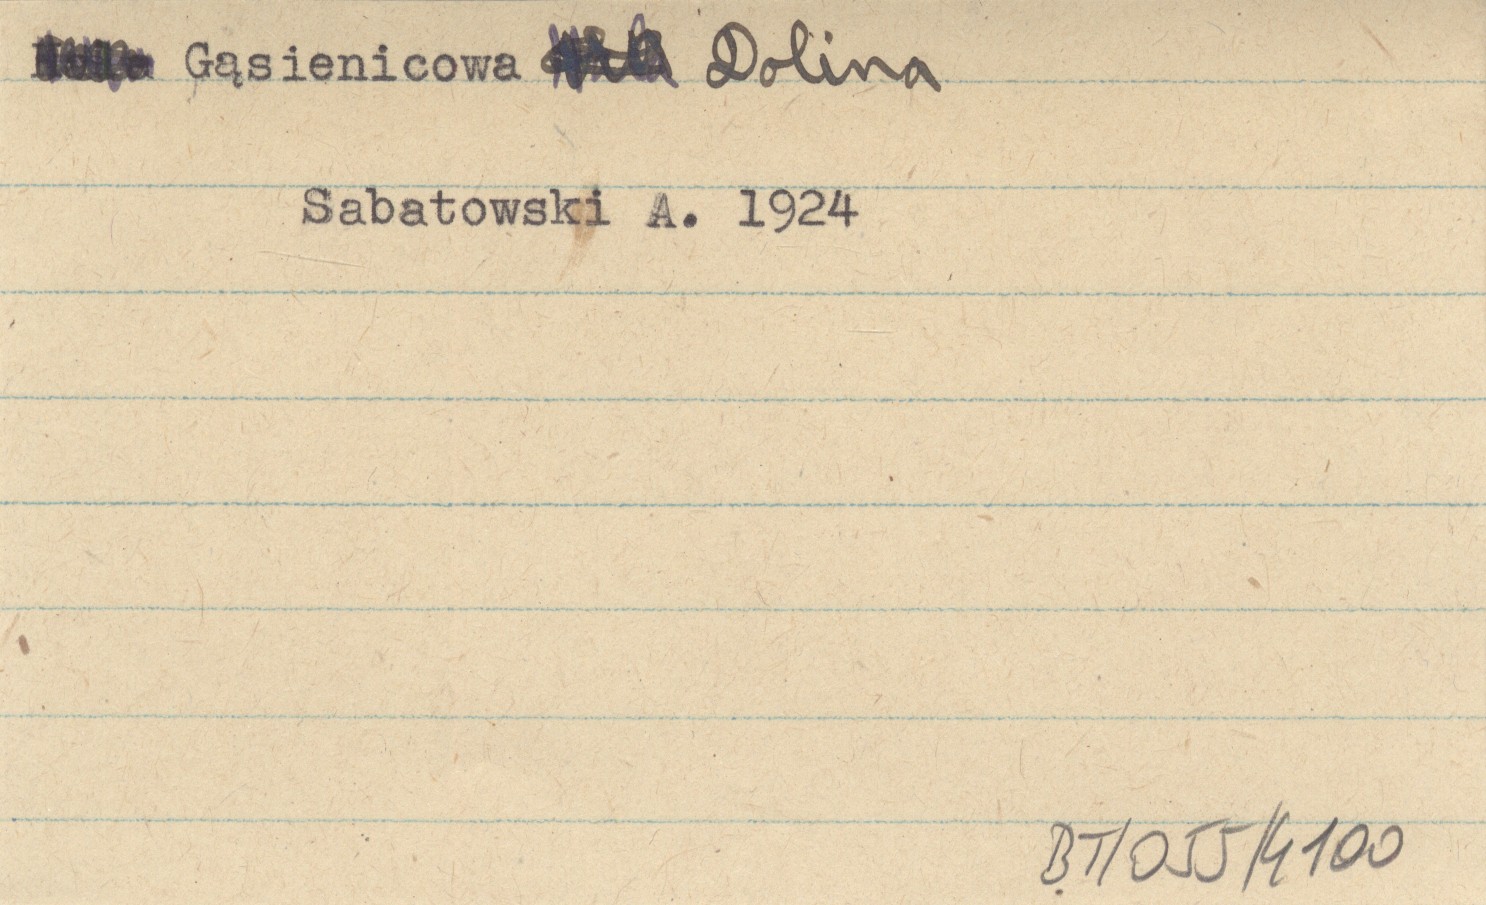 Gąsienicowa Dolina
Sabatowski A. 1924
BT/055/4100